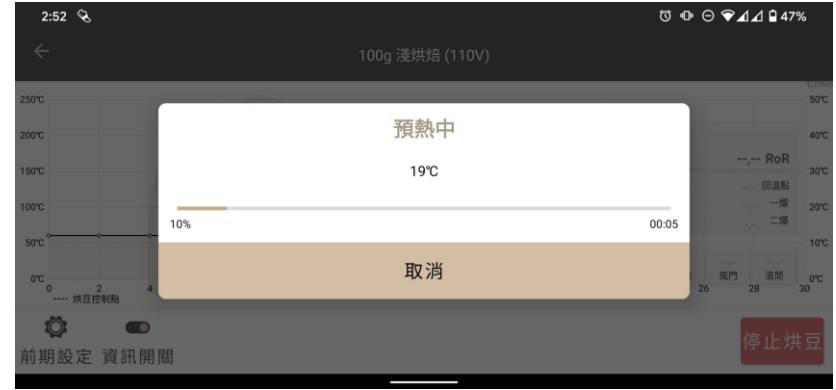 2:52 47%
100g 淺烘焙 (110V)
℃/min
250℃ 50℃
預熱中
200℃ 40℃
--,-- RoR
19℃
150℃ 30℃
--,-- 回溫點
100℃ --,-- 一爆 20℃
10% 00:05 --,-- 二爆
50℃ 10℃
取消
--,-- --,--
風門 滾筒
0℃ 0℃
0 2 4 26 28 30
---- 烘豆控制點
前期設定 資訊開關 停止烘豆